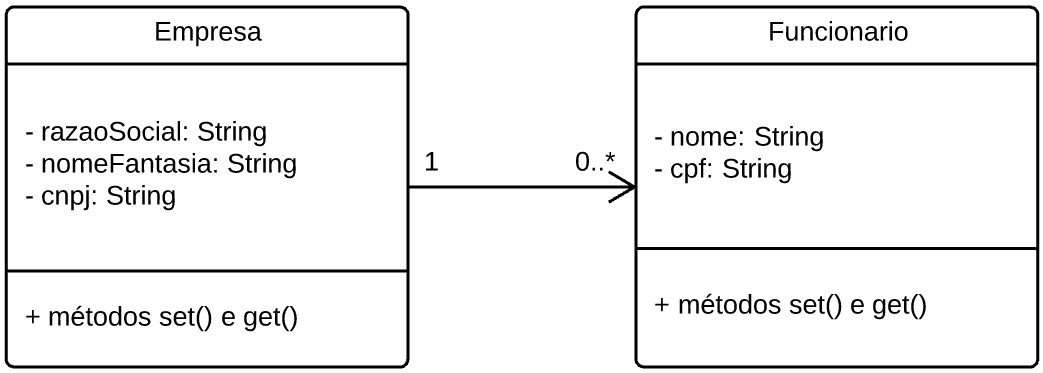 Empresa
- razaoSocial: String
- nomeFantasia: String
- cnpj: String
+ métodos set() e get()
1
0..*
Funcionario
- nome: String
- cpf: String
+ métodos set() e get()